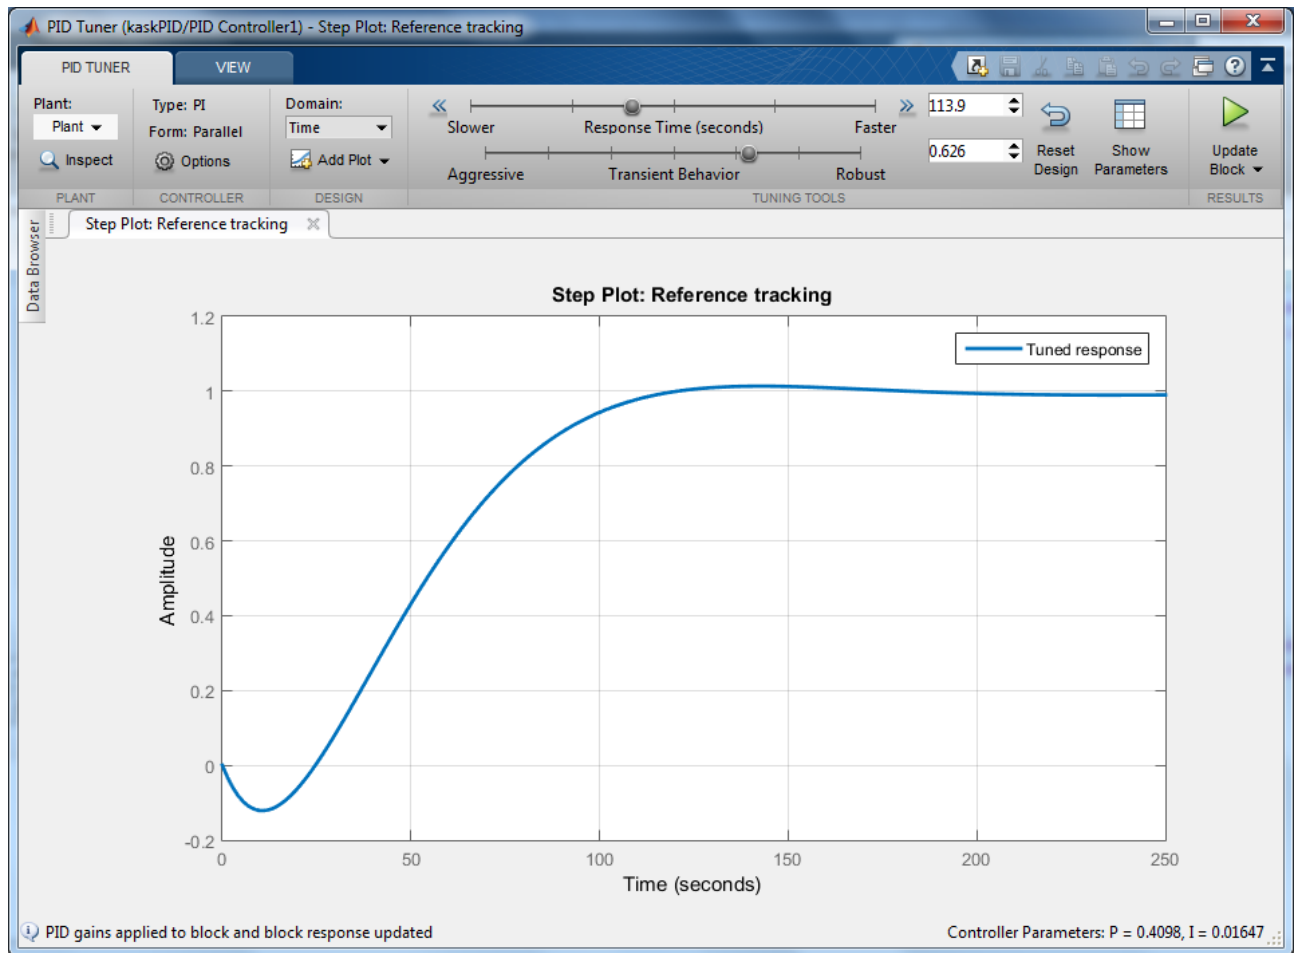 PID Tuner (kaskPID/PID Controller1) - Step Plot: Reference tracking
PID TUNER
VIEW
Plant:
Plant
Inspect
PLANT
Type: PI
Form: Parallel
Options
CONTROLLER
Domain:
Time
Add Plot
DESIGN
Slower
Response Time (seconds)
Faster
113.9
Aggressive
Transient Behavior
Robust
0.626
TUNING TOOLS
Reset
Design
Show
Parameters
Update
Block
RESULTS
Data Browser
Step Plot: Reference tracking
Step Plot: Reference tracking
Tuned response
Amplitude
1.2
1
0.8
0.6
0.4
0.2
0
-0.2
0
50
100
150
200
250
Time (seconds)
PID gains applied to block and block response updated
Controller Parameters: P = 0.4098, I = 0.01647